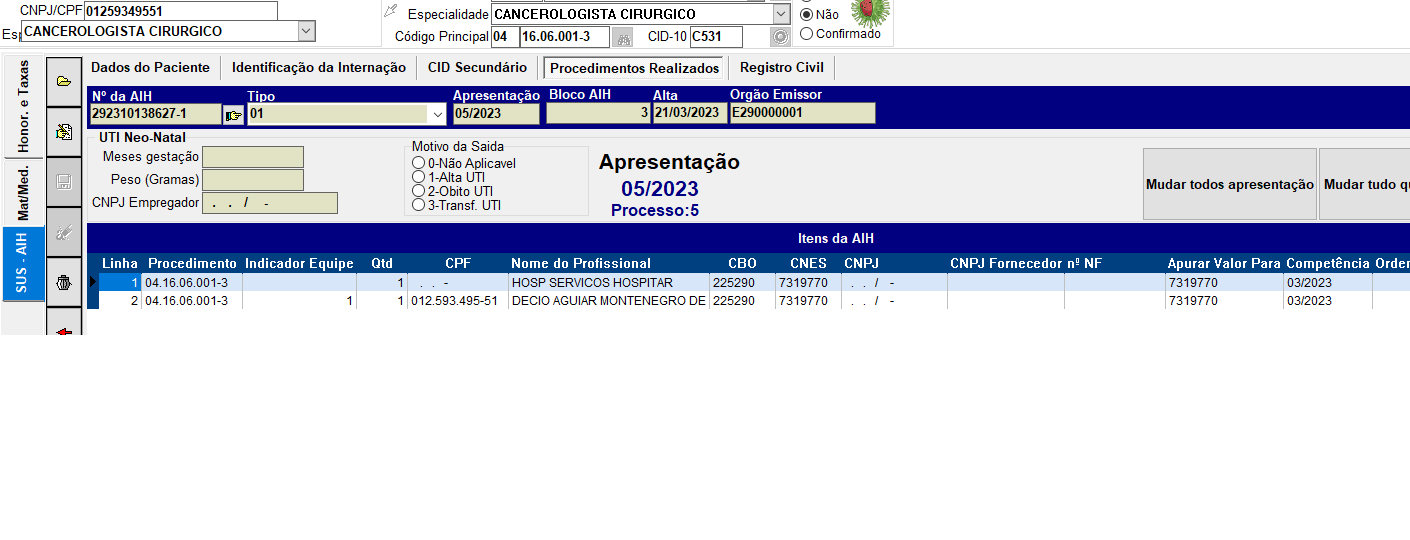 CNPJ/CPF 01259349551
Esp CANCEROLOGISTA CIRURGICO
Especialidade CANCEROLOGISTA CIRURGICO
Código Principal 04 16.06.001-3 CID-10 C531
Não
Confirmado
Honor. e Taxas
Mat/Med.
SUS - AIH
Dados do Paciente Identificação da Internação CID Secundário Procedimentos Realizados Registro Civil
Nº da AIH Tipo Apresentação Bloco AIH Alta Orgão Emissor
292310138627-1 01 05/2023 3 21/03/2023 E290000001
UTI Neo-Natal
Meses gestação
Peso (Gramas)
CNPJ Empregador . . / -
Motivo da Saida
0-Não Aplicavel
1-Alta UTI
2-Obito UTI
3-Transf. UTI
Apresentação
05/2023
Processo:5
Mudar todos apresentação Mudar tudo qu
Itens da AIH
Linha Procedimento Indicador Equipe Qtd CPF Nome do Profissional CBO CNES CNPJ CNPJ Fornecedor nº NF Apurar Valor Para Competência Order
1 04.16.06.001-3 1 . . - HOSP SERVICOS HOSPITAR 225290 7319770 . . / - 7319770 03/2023
2 04.16.06.001-3 1 1 012.593.495-51 DECIO AGUIAR MONTENEGRO DE 225290 7319770 . . / - 7319770 03/2023